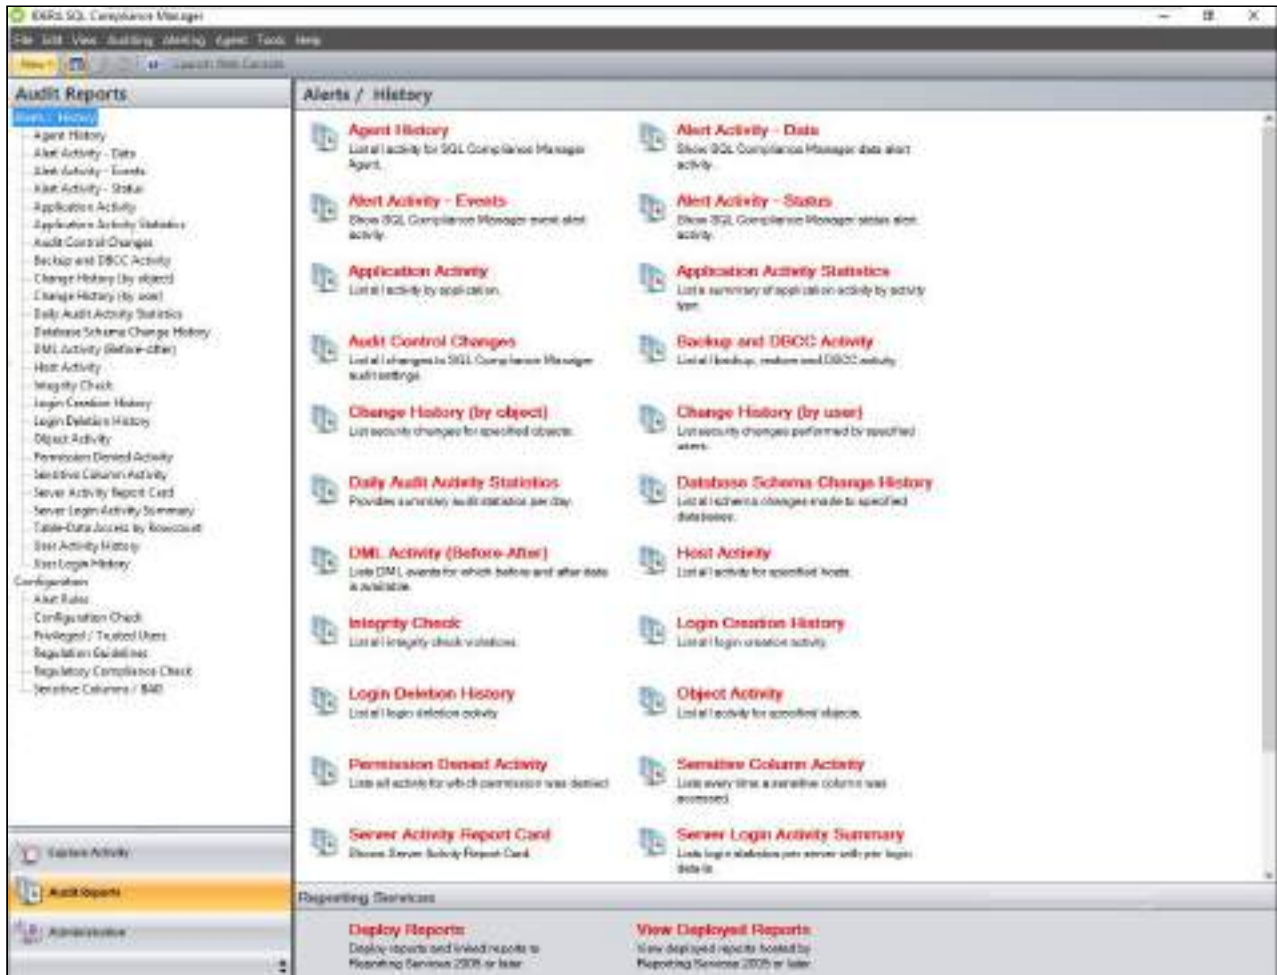 IDERA SQL Compliance Manager
File Edit View Auditing Alerting Agent Tools Help
New Launch Web Console
Audit Reports
Alerts / History
Agent History
Alert Activity - Data
Alert Activity - Events
Alert Activity - Status
Application Activity
Application Activity Statistics
Audit Control Changes
Backup and DBCC Activity
Change History (by object)
Change History (by user)
Daily Audit Activity Statistics
Database Schema Change History
DML Activity (Before-After)
Host Activity
Integrity Check
Login Creation History
Login Deletion History
Object Activity
Permission Denied Activity
Sensitive Column Activity
Server Activity Report Card
Server Login Activity Summary
Table-Data Access by Rowcount
User Activity History
User Login History
Configuration
Alert Rules
Configuration Check
Privileged / Trusted Users
Regulation Guidelines
Regulatory Compliance Check
Sensitive Columns / BAD
Capture Activity
Audit Reports
Administration
Alerts / History
Agent History
List all activity for SQL Compliance Manager
Agent.
Alert Activity - Data
Show SQL Compliance Manager data alert
activity.
Alert Activity - Events
Show SQL Compliance Manager event alert
activity.
Alert Activity - Status
Show SQL Compliance Manager status alert
activity.
Application Activity
List all activity by application.
Application Activity Statistics
List a summary of application activity by activity
type.
Audit Control Changes
List all changes to SQL Compliance Manager
audit settings.
Backup and DBCC Activity
List all backup, restore and DBCC activity.
Change History (by object)
List security changes for specified objects.
Change History (by user)
List security changes performed by specified
users.
Daily Audit Activity Statistics
Provides summary audit statistics per day.
Database Schema Change History
List all schema changes made to specified
databases.
DML Activity (Before-After)
Lists DML events for which before and after data
is available.
Host Activity
List all activity for specified hosts.
Integrity Check
List all integrity check violations.
Login Creation History
List all login creation activity.
Login Deletion History
List all login deletion activity
Object Activity
List all activity for specified objects.
Permission Denied Activity
Lists all activity for which permission was denied
Sensitive Column Activity
Lists every time a sensitive column was
accessed.
Server Activity Report Card
Shows Server Activity Report Card.
Server Login Activity Summary
Lists login statistics per server with per login
data in.
Reporting Services
Deploy Reports
Deploy reports and linked reports to
Reporting Services 2005 or later
View Deployed Reports
View deployed reports hosted by
Reporting Services 2005 or later